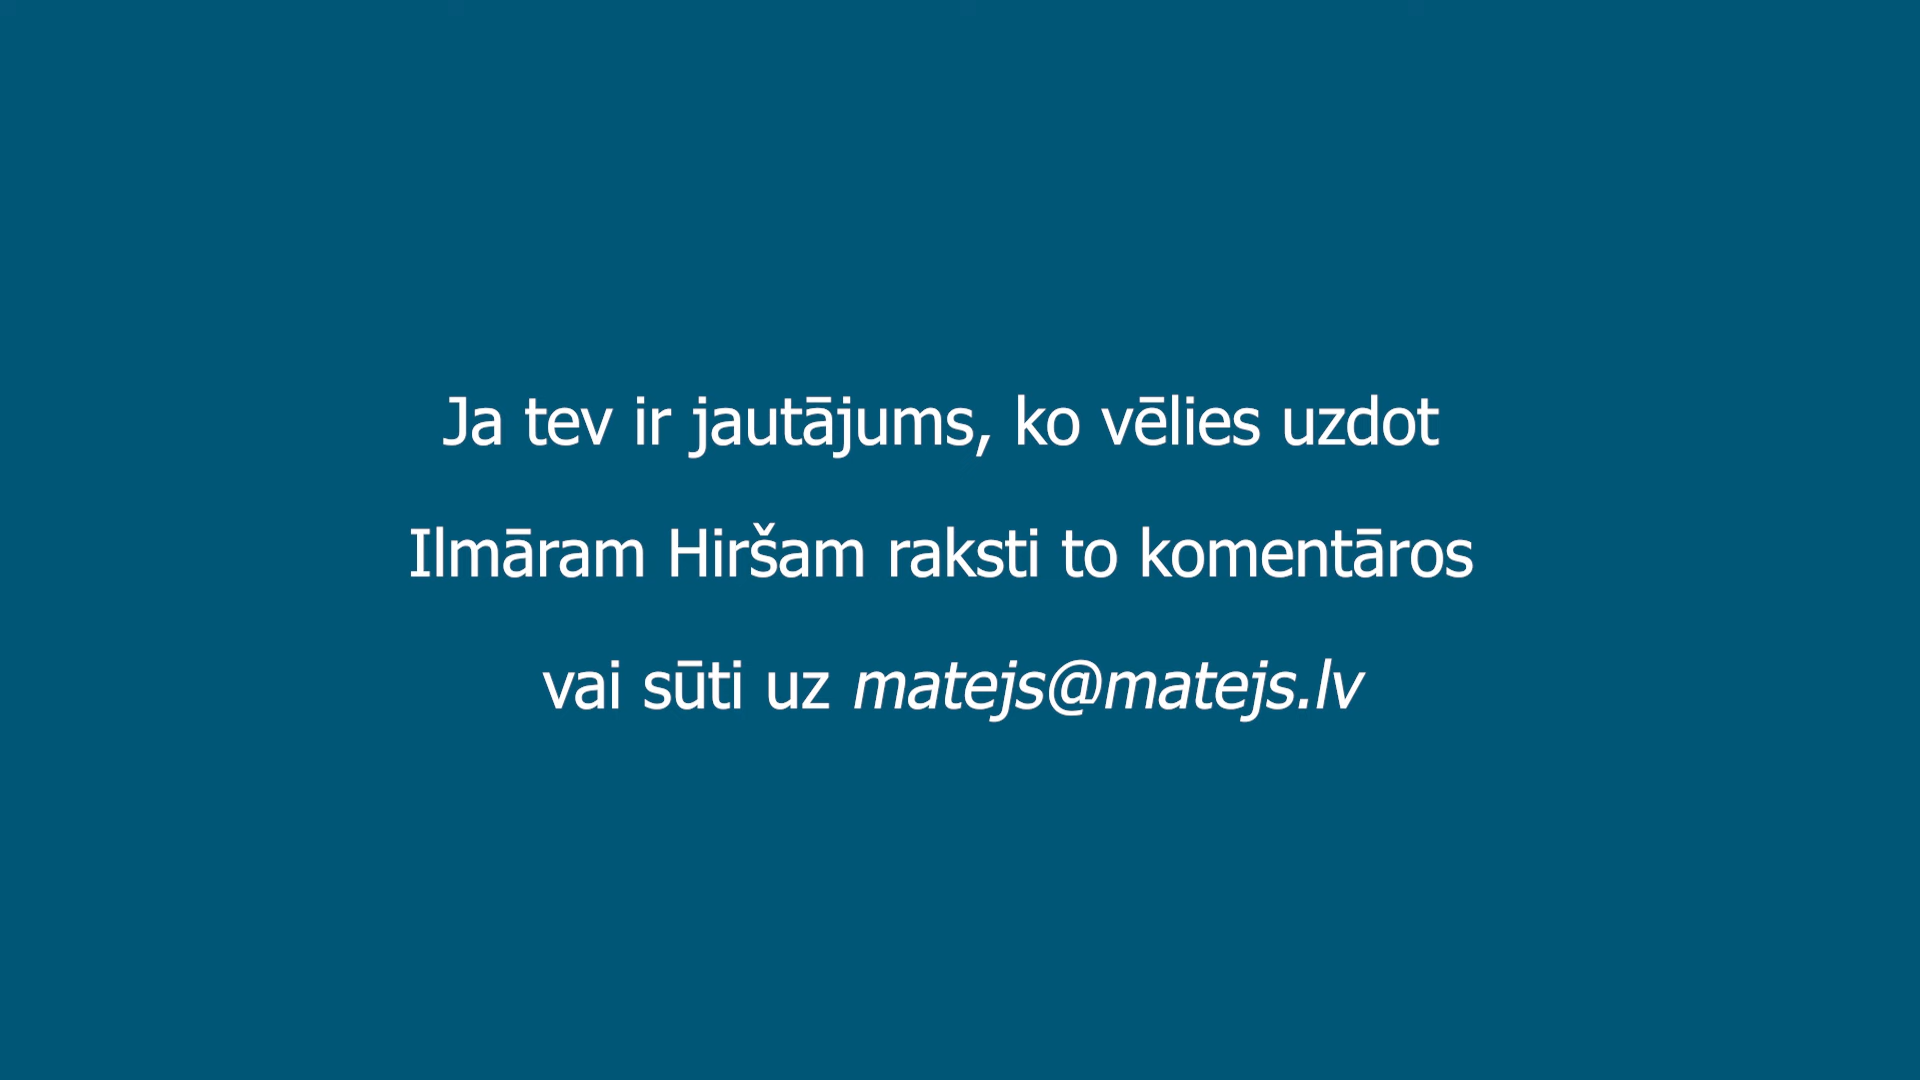 Ja tev ir jautājums, ko vēlies uzdot
Ilmāram Hiršam raksti to komentāros
vai sūti uz matejs@matejs.lv